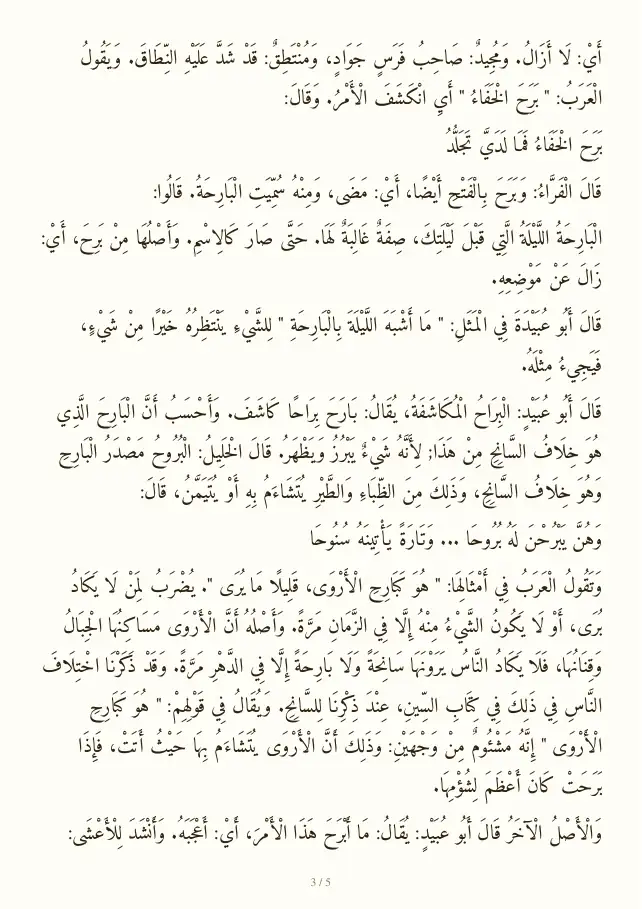 أَيْ: لَا أَزَالُ. وَمُجِيدٌ: صَاحِبُ فَرَسٍ جَوَادٍ، وَمُنْتَطِقٌ: قَدْ شَدَّ عَلَيْهِ النِّطَاقَ. وَيَقُولُ
الْعَرَبُ: " بَرَحَ الْخَفَاءُ " أَيِ انْكَشَفَ الْأَمْرُ. وَقَالَ:
بَرَحَ الْخَفَاءُ فَمَا لَدَيَّ تَجَلُّدُ
قَالَ الْفَرَّاءُ: وَبَرَحَ بِالْفَتْحِ أَيْضًا، أَيْ: مَضَى، وَمِنْهُ سُمِّيَتِ الْبَارِحَةُ. قَالُوا:
الْبَارِحَةُ اللَّيْلَةُ الَّتِي قَبْلَ لَيْلَتِكَ، صِفَةٌ غَالِبَةٌ لَهَا. حَتَّى صَارَ كَالِاسْمِ. وَأَصْلُهَا مِنْ بَرِحَ، أَيْ:
زَالَ عَنْ مَوْضِعِهِ.
قَالَ أَبُو عُبَيْدَةَ فِي الْمَثَلِ: " مَا أَشْبَهَ اللَّيْلَةَ بِالْبَارِحَةِ " لِلشَّيْءِ يَنْتَظِرُهُ خَيْرًا مِنْ شَيْءٍ،
فَيَجِيءُ مِثْلَهُ.
قَالَ أَبُو عُبَيْدٍ: الْبِرَاحُ الْمُكَاشَفَةُ، يُقَالُ: بَارَحَ بِرَاحًا كَاشَفَ. وَأَحْسَبُ أَنَّ الْبَارِحَ الَّذِي
هُوَ خِلَافُ السَّانِحِ مِنْ هَذَا; لِأَنَّهُ شَيْءٌ يَبْرُزُ وَيَظْهَرُ. قَالَ الْخَلِيلُ: الْبُرُوحُ مَصْدَرُ الْبَارِحِ
وَهُوَ خِلَافُ السَّانِحِ، وَذَلِكَ مِنَ الظِّبَاءِ وَالطَّيْرِ يُتَشَاءَمُ بِهِ أَوْ يُتَيَمَّنُ، قَالَ:
وَهُنَّ يَبْرُحْنَ لَهُ بُرُوحَا ... وَتَارَةً يَأْتِينَهُ سُنُوحَا
وَتَقُولُ الْعَرَبُ فِي أَمْثَالِهَا: " هُوَ كَبَارِحِ الْأَرْوَى، قَلِيلًا مَا يُرَى ". يُضْرَبُ لِمَنْ لَا يَكَادُ
يُرَى، أَوْ لَا يَكُونُ الشَّيْءُ مِنْهُ إِلَّا فِي الزَّمَانِ مَرَّةً. وَأَصْلُهُ أَنَّ الْأَرْوَى مَسَاكِنُهَا الْجِبَالُ
وَقِنَانُهَا، فَلَا يَكَادُ النَّاسُ يَرَوْنَهَا سَانِحَةً وَلَا بَارِحَةً إِلَّا فِي الدَّهْرِ مَرَّةً. وَقَدْ ذَكَرْنَا اخْتِلَافَ
النَّاسِ فِي ذَلِكَ فِي كِتَابِ السِّينِ، عِنْدَ ذِكْرِنَا لِلسَّانِحِ. وَيُقَالُ فِي قَوْلِهِمْ: " هُوَ كَبَارِحِ
الْأَرْوَى " إِنَّهُ مَشْئُومٌ مِنْ وَجْهَيْنِ: وَذَلِكَ أَنَّ الْأَرْوَى يُتَشَاءَمُ بِهَا حَيْثُ أَتَتْ، فَإِذَا
بَرَحَتْ كَانَ أَعْظَمَ لِشُؤْمِهَا.
وَالْأَصْلُ الْآخَرُ قَالَ أَبُو عُبَيْدٍ: يُقَالُ: مَا أَبْرَحَ هَذَا الْأَمْرَ، أَيْ: أَعْجَبَهُ. وَأَنْشَدَ لِلْأَعْشَى:
3 / 5